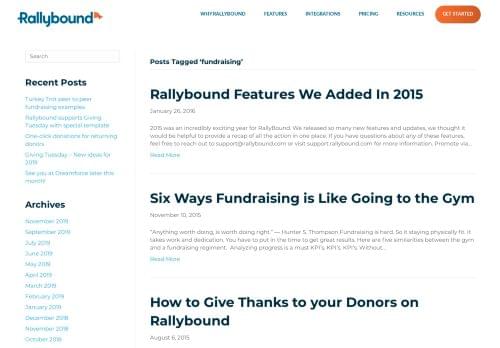 Rallybound
WHY RALLYBOUND
FEATURES
INTEGRATIONS
PRICING
RESOURCES
GET STARTED
Search
Recent Posts
Turkey Trot peer to peer
fundraising examples
Rallybound supports Giving
Tuesday with special template
One-click donations for returning
donors
Giving Tuesday – New ideas for
2019
See you at Dreamforce later this
month!
Archives
November 2019
September 2019
July 2019
June 2019
May 2019
April 2019
March 2019
February 2019
January 2019
December 2018
November 2018
October 2018
Posts Tagged ‘fundraising’
Rallybound Features We Added In 2015
January 26, 2016
2015 was an incredibly exciting year for RallyBound. We released so many new features and updates, we thought it
would be helpful to provide a recap of all the action in one place. If you have questions about any of these features,
feel free to reach out to support@rallybound.com or visit support.rallybound.com for more information. Promote via…
Read More
Six Ways Fundraising is Like Going to the Gym
November 10, 2015
“Anything worth doing, is worth doing right.” — Hunter S. Thompson Fundraising is hard. So it staying physically fit. It
takes work and dedication. You have to put in the time to get great results. Here are five similarities between the gym
and a fundraising regiment. Analyzing progress is a must KPI’s. KPI’s. KPI’s. Without…
Read More
How to Give Thanks to your Donors on
Rallybound
August 6, 2015